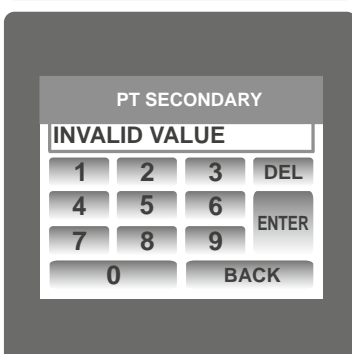 PT SECONDARY
INVALID VALUE
1 2 3 DEL
4 5 6 ENTER
7 8 9
0 BACK